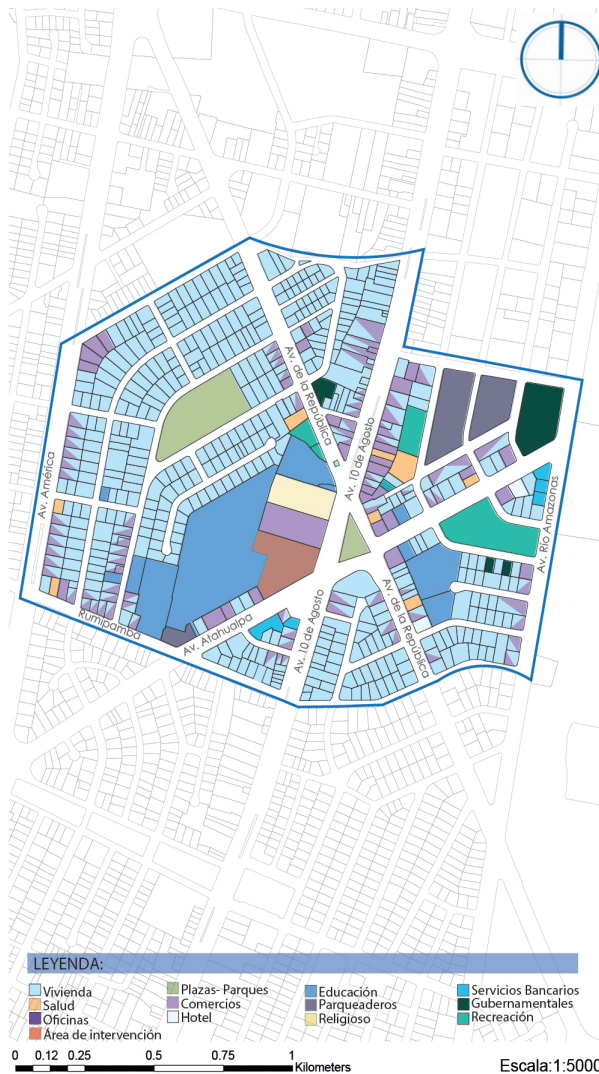 Av. de la República
Av. 10 de Agosto
Av. América
Av. Río Amazonas
Rumipamba
Av. Atahualpa
Av. 10 de Agosto
Av. de la República
LEYENDA:
Vivienda
Salud
Oficinas
Área de intervención
Plazas- Parques
Comercios
Hotel
Educación
Parqueaderos
Religioso
Servicios Bancarios
Gubernamentales
Recreación
0 0.12 0.25 0.5 0.75 1
Kilometers
Escala:1:5000